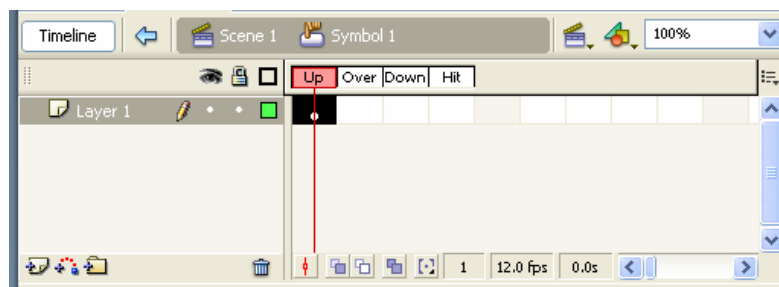 Timeline Scene 1 Symbol 1 100%
Up Over Down Hit
Layer 1
1 12.0 fps 0.0s